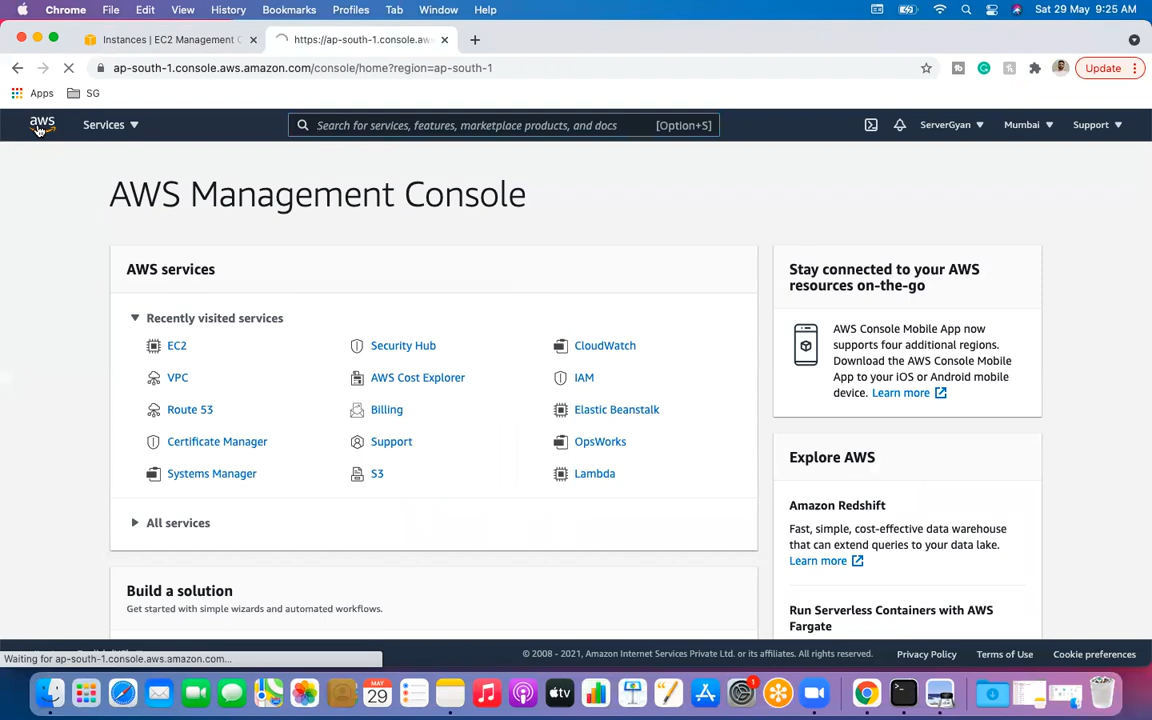 Chrome File Edit View History Bookmarks Profiles Tab Window Help Sat 29 May 9:25 AM
Instances | EC2 Management C https://ap-south-1.console.aws.
ap-south-1.console.aws.amazon.com/console/home?region=ap-south-1 Update
Apps SG
aws Services Search for services, features, marketplace products, and docs [Option+S] ServerGyan Mumbai Support
AWS Management Console
AWS services
Recently visited services
EC2 Security Hub CloudWatch
VPC AWS Cost Explorer IAM
Route 53 Billing Elastic Beanstalk
Certificate Manager Support OpsWorks
Systems Manager S3 Lambda
All services
Build a solution
Get started with simple wizards and automated workflows.
Stay connected to your AWS
resources on-the-go
AWS Console Mobile App now
supports four additional regions.
Download the AWS Console Mobile
App to your iOS or Android mobile
device. Learn more
Explore AWS
Amazon Redshift
Fast, simple, cost-effective data warehouse
that can extend queries to your data lake.
Learn more
Run Serverless Containers with AWS
Fargate
Waiting for ap-south-1.console.aws.amazon.com...
© 2008 - 2021, Amazon Internet Services Private Ltd. or its affiliates. All rights reserved. Privacy Policy Terms of Use Cookie preferences
MAY
29
tv
1